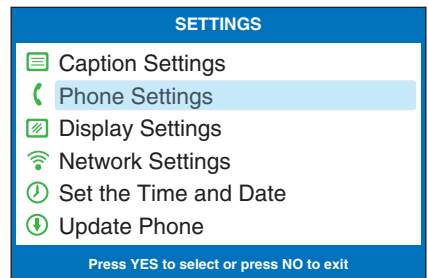 SETTINGS
Caption Settings
Phone Settings
Display Settings
Network Settings
Set the Time and Date
Update Phone
Press YES to select or press NO to exit